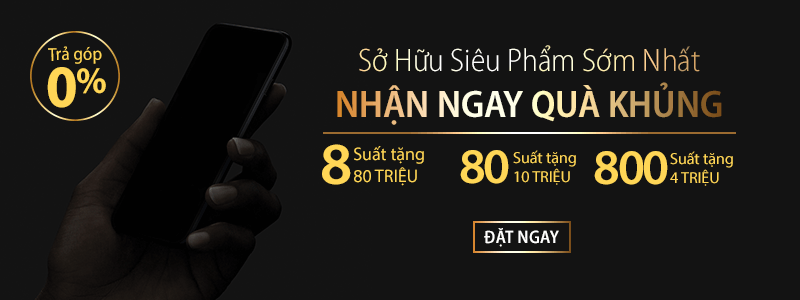 Trả góp
0%
Sở Hữu Siêu Phẩm Sớm Nhất
NHẬN NGAY QUÀ KHỦNG
8 Suất tặng
80 TRIỆU
80 Suất tặng
10 TRIỆU
800 Suất tặng
4 TRIỆU
ĐẶT NGAY